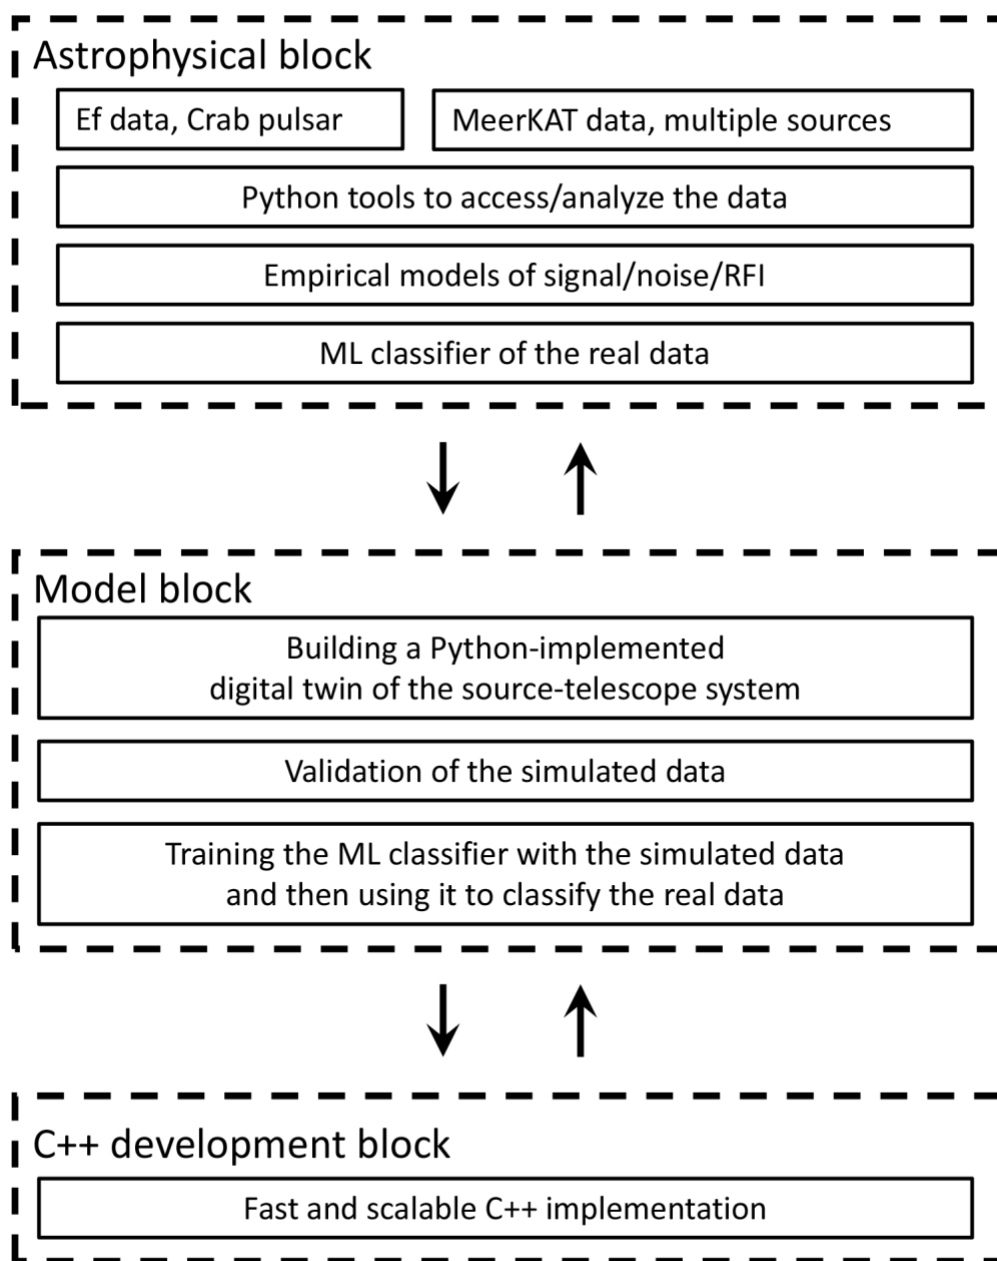 Astrophysical block
Ef data, Crab pulsar
MeerKAT data, multiple sources
Python tools to access/analyze the data
Empirical models of signal/noise/RFI
ML classifier of the real data
Model block
Building a Python-implemented
digital twin of the source-telescope system
Validation of the simulated data
Training the ML classifier with the simulated data
and then using it to classify the real data
C++ development block
Fast and scalable C++ implementation